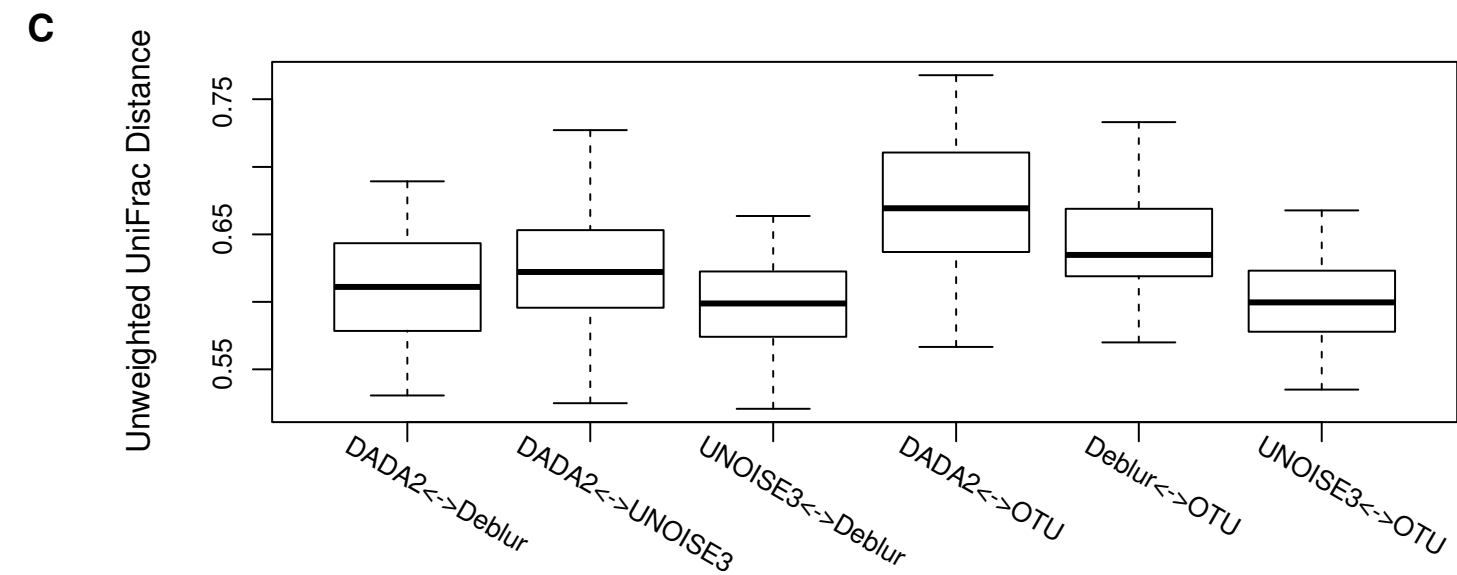 C
Unweighted UniFrac Distance
0.75
0.65
0.55
DADA2<->Deblur
DADA2<->UNOISE3
UNOISE3<->Deblur
DADA2<->OTU
Deblur<->OTU
UNOISE3<->OTU